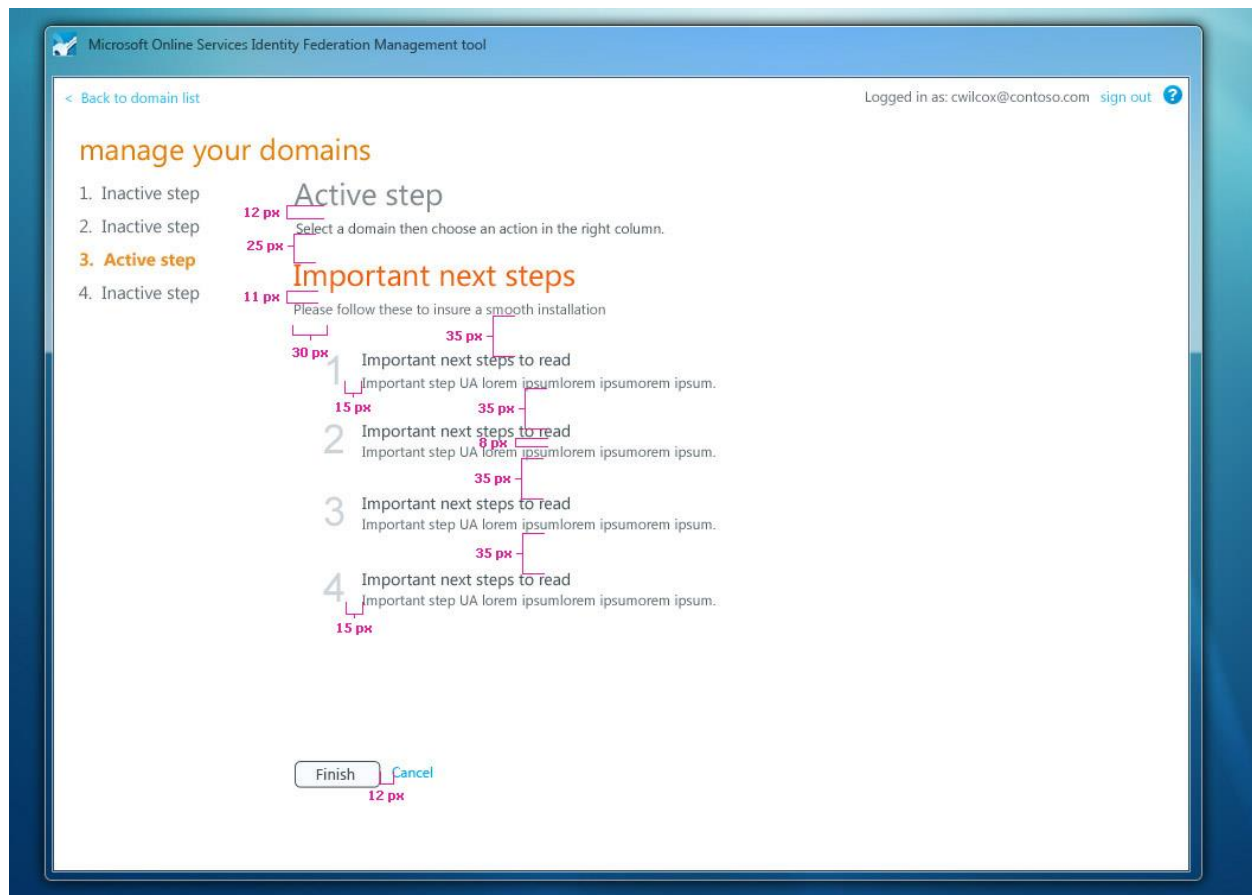 Microsoft Online Services Identity Federation Management tool
< Back to domain list
Logged in as: cwilcox@contoso.com sign out ?
manage your domains
1. Inactive step
2. Inactive step
3. Active step
4. Inactive step
Active step
12 px
Select a domain then choose an action in the right column.
25 px
Important next steps
11 px
Please follow these to insure a smooth installation
30 px
35 px
1 Important next steps to read
Important step UA lorem ipsumlorem ipsumorem ipsum.
15 px
35 px
2 Important next steps to read
8 px
Important step UA lorem ipsumlorem ipsumorem ipsum.
35 px
3 Important next steps to read
Important step UA lorem ipsumlorem ipsumorem ipsum.
35 px
4 Important next steps to read
Important step UA lorem ipsumlorem ipsumorem ipsum.
15 px
Finish
Cancel
12 px